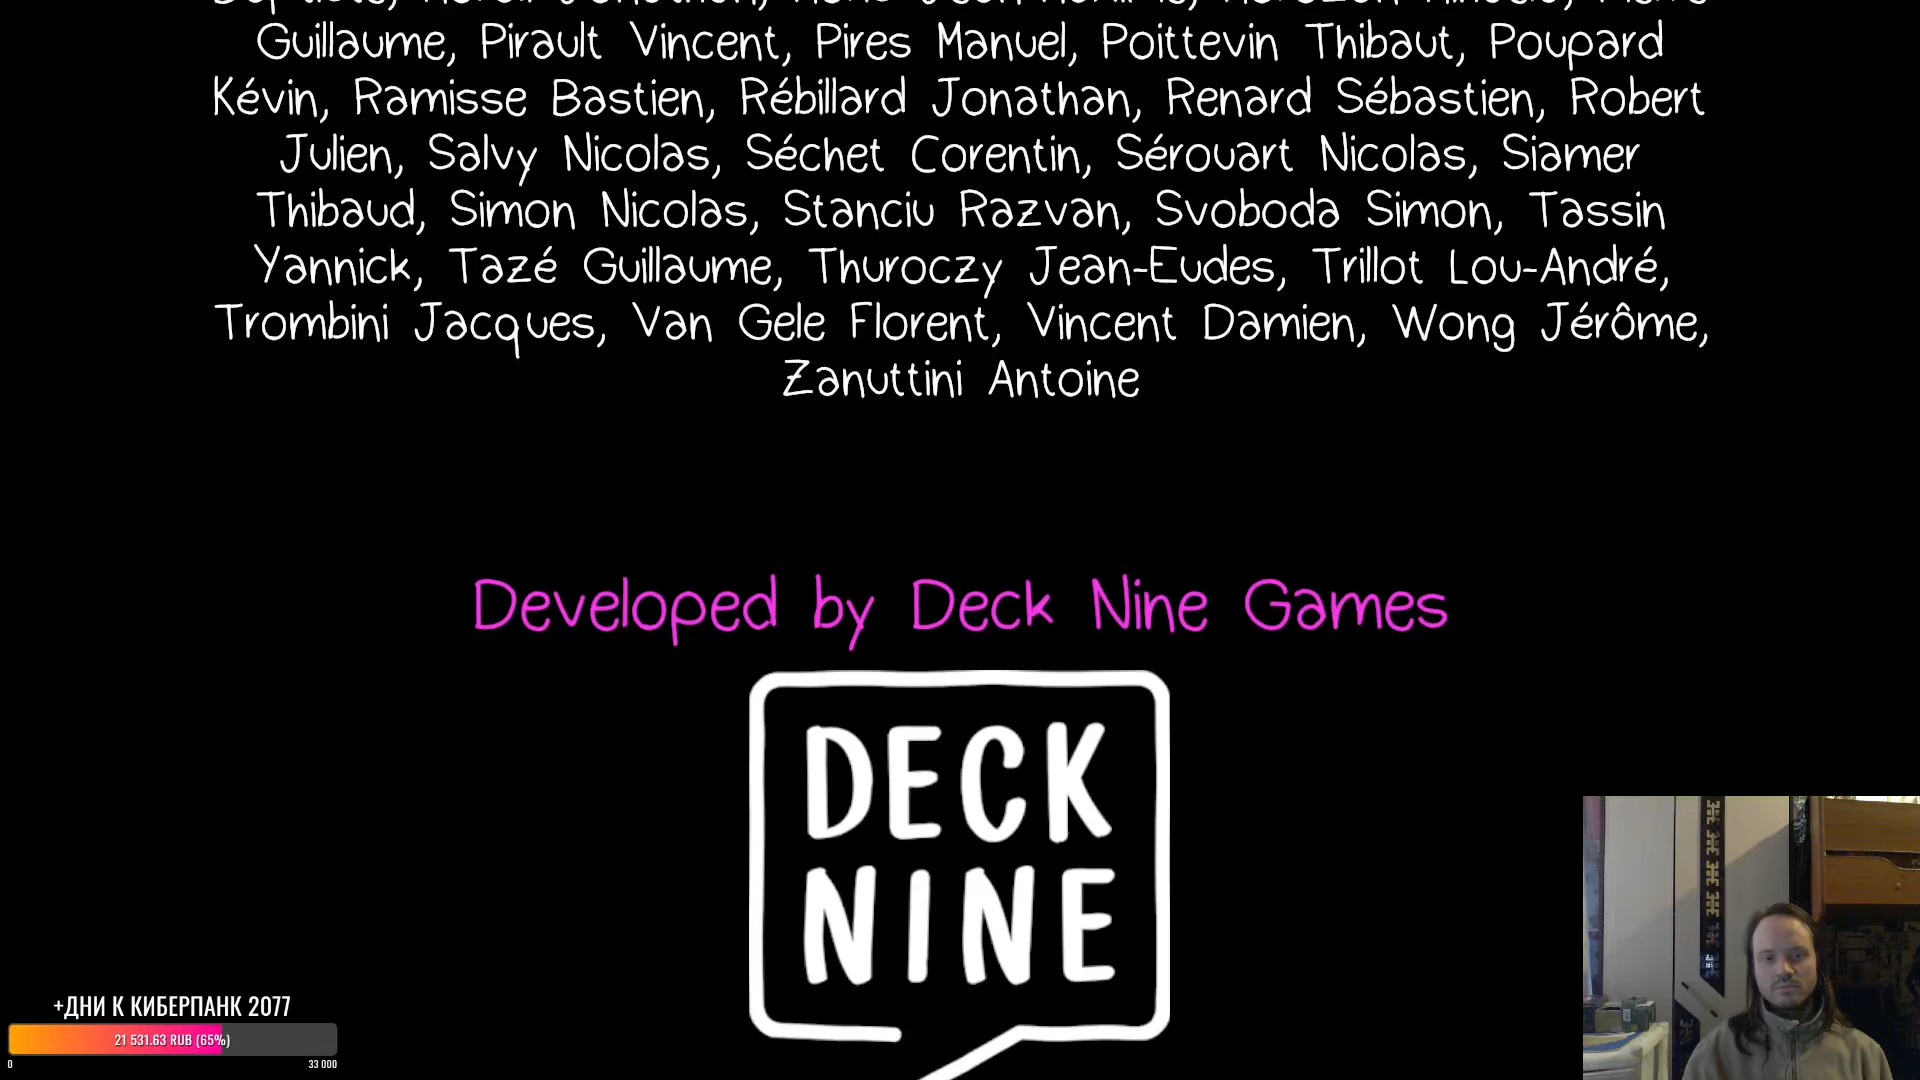 Guillaume, Pirault Vincent, Pires Manuel, Poittevin Thibaut, Poupard
Kévin, Ramisse Bastien, Rébillard Jonathan, Renard Sébastien, Robert
Julien, Salvy Nicolas, Séchet Corentin, Sérouart Nicolas, Siamer
Thibaud, Simon Nicolas, Stanciu Razvan, Svoboda Simon, Tassin
Yannick, Tazé Guillaume, Thuroczy Jean-Eudes, Trillot Lou-André,
Trombini Jacques, Van Gele Florent, Vincent Damien, Wong Jérôme,
Zanuttini Antoine
Developed by Deck Nine Games
DECK
NINE
+ДНИ К КИБЕРПАНК 2077
21 531.63 RUB (65%)
0 33 000